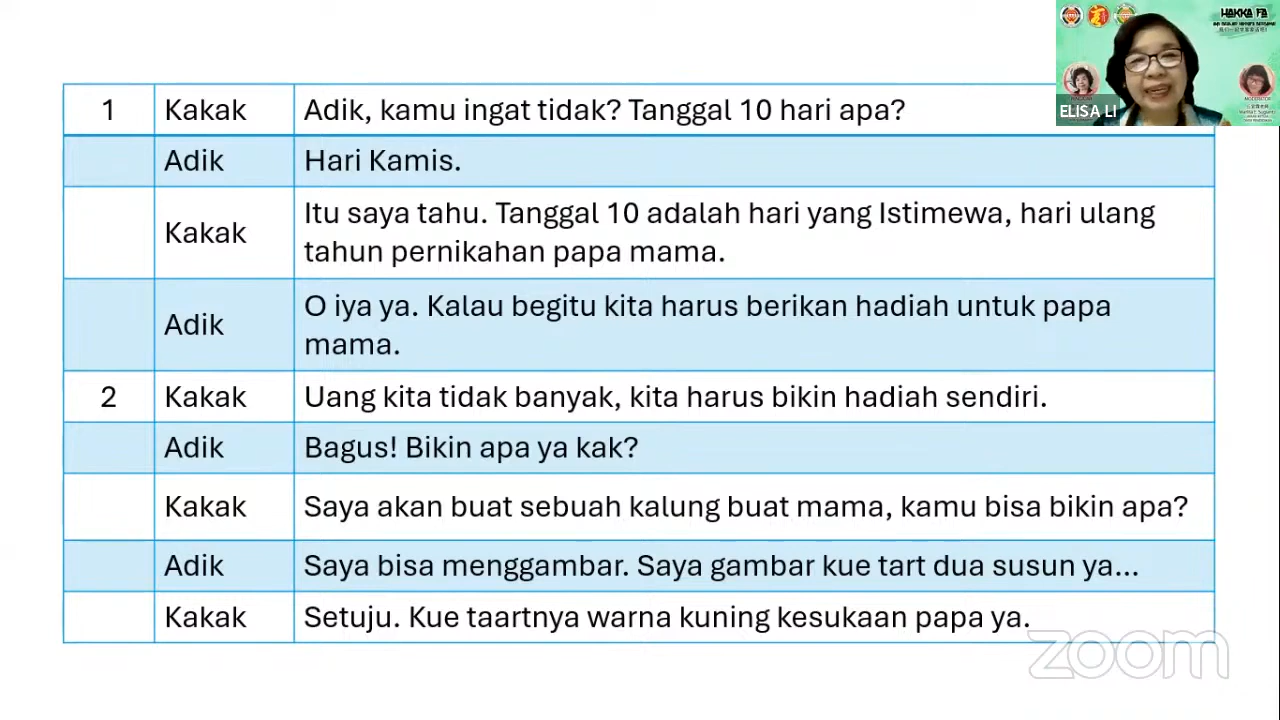 HAKKA FA
ELISA LI
MODERATOR
1 Kakak Adik, kamu ingat tidak? Tanggal 10 hari apa?
Adik Hari Kamis.
Kakak Itu saya tahu. Tanggal 10 adalah hari yang Istimewa, hari ulang
tahun pernikahan papa mama.
Adik O iya ya. Kalau begitu kita harus berikan hadiah untuk papa
mama.
2 Kakak Uang kita tidak banyak, kita harus bikin hadiah sendiri.
Adik Bagus! Bikin apa ya kak?
Kakak Saya akan buat sebuah kalung buat mama, kamu bisa bikin apa?
Adik Saya bisa menggambar. Saya gambar kue tart dua susun ya...
Kakak Setuju. Kue taartnya warna kuning kesukaan papa ya.
zoom